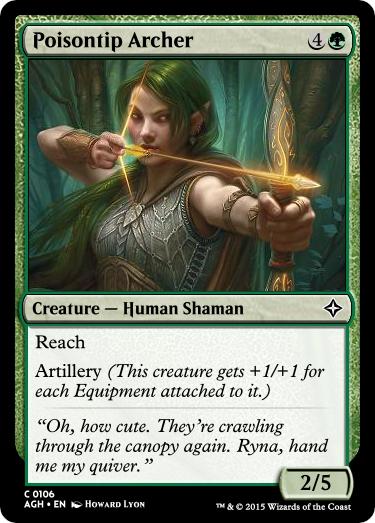 Poisontip Archer 4
Creature — Human Shaman
Reach
Artillery (This creature gets +1/+1 for
each Equipment attached to it.)
“Oh, how cute. They’re crawling
through the canopy again. Ryna, hand
me my quiver.”
2/5
C 0106
AGH • EN Howard Lyon
™ & © 2015 Wizards of the Coast